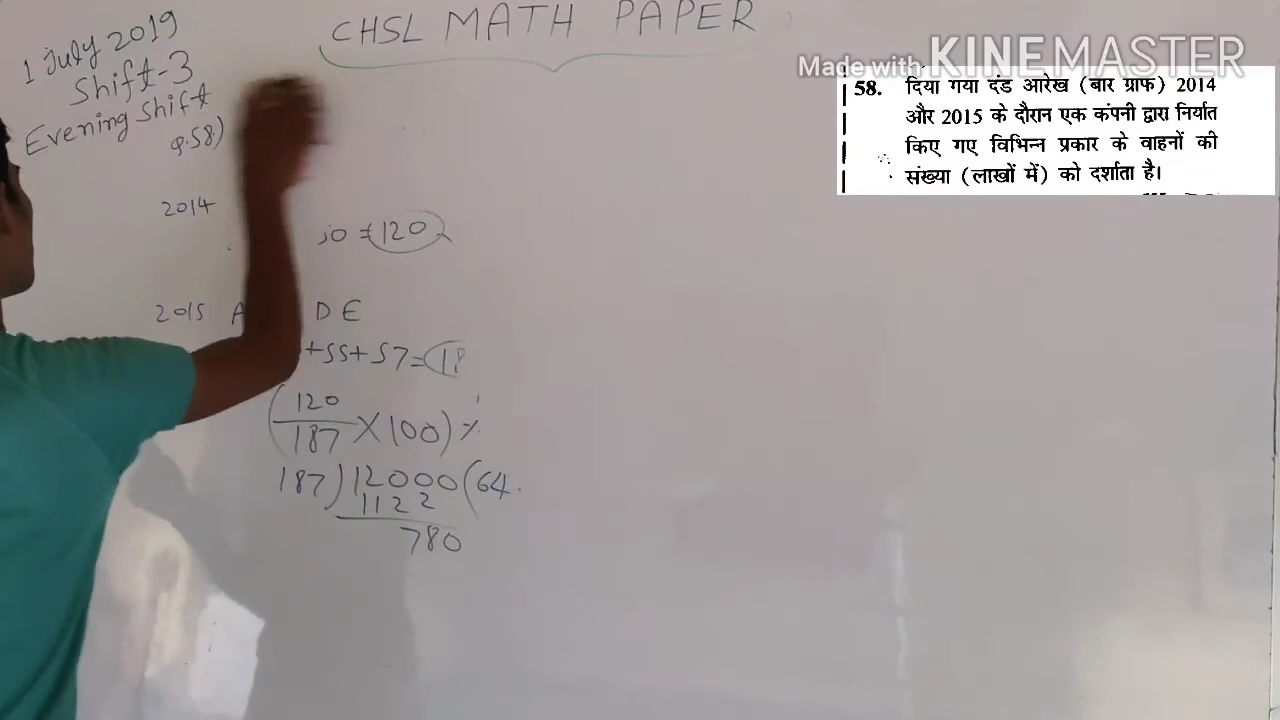 CHSL MATH PAPER
1 July 2019
Shift-3
Evening Shift
Q.58)
Made with KINEMASTER
58. दिया गया दंड आरेख (बार ग्राफ) 2014
और 2015 के दौरान एक कंपनी द्वारा निर्यात
किए गए विभिन्न प्रकार के वाहनों की
संख्या (लाखों में) को दर्शाता है।
2014
0 = 120
2015 A D E
+55+57=
(120/187 × 100) %
187) 12000 (64.
1122
780